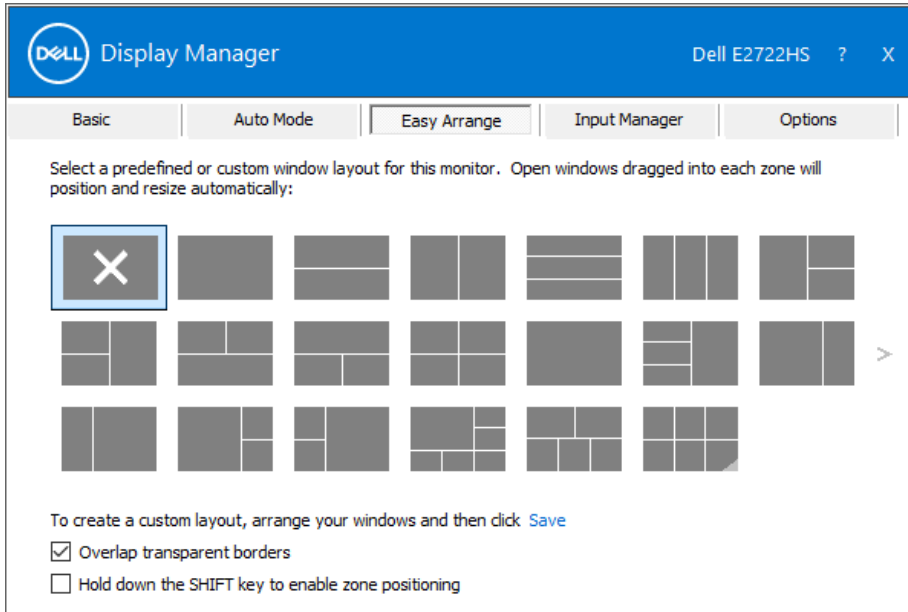 DELL Display Manager Dell E2722HS ? X
Basic Auto Mode Easy Arrange Input Manager Options
Select a predefined or custom window layout for this monitor. Open windows dragged into each zone will
position and resize automatically:
>
To create a custom layout, arrange your windows and then click Save
Overlap transparent borders
Hold down the SHIFT key to enable zone positioning